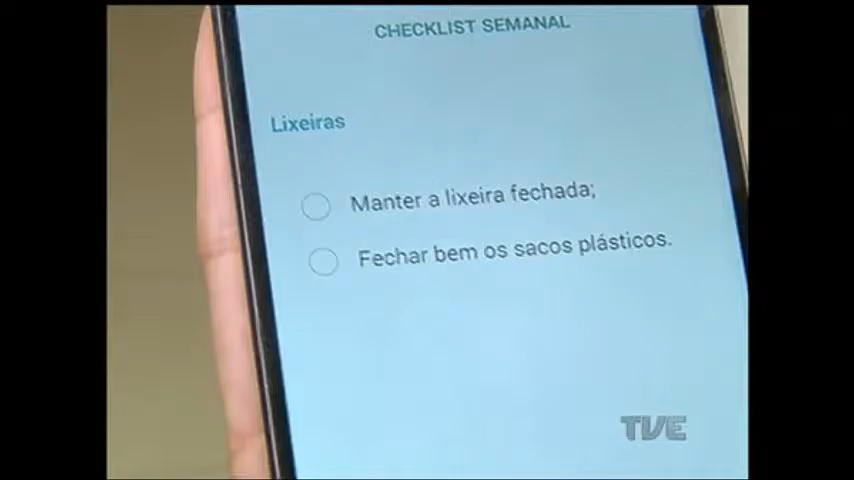 CHECKLIST SEMANAL
Lixeiras
Manter a lixeira fechada;
Fechar bem os sacos plásticos.
TVE